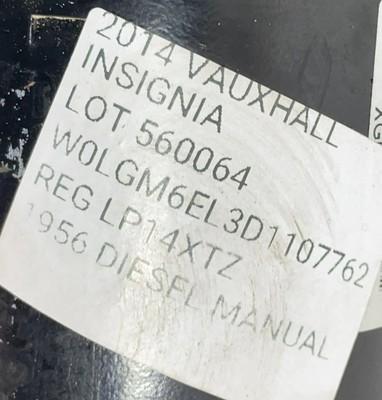 2014 VAUXHALL
INSIGNIA
LOT 560064
W0LGM6EL3D1107762
REG LP14XTZ
1956 DIESEL MANUAL